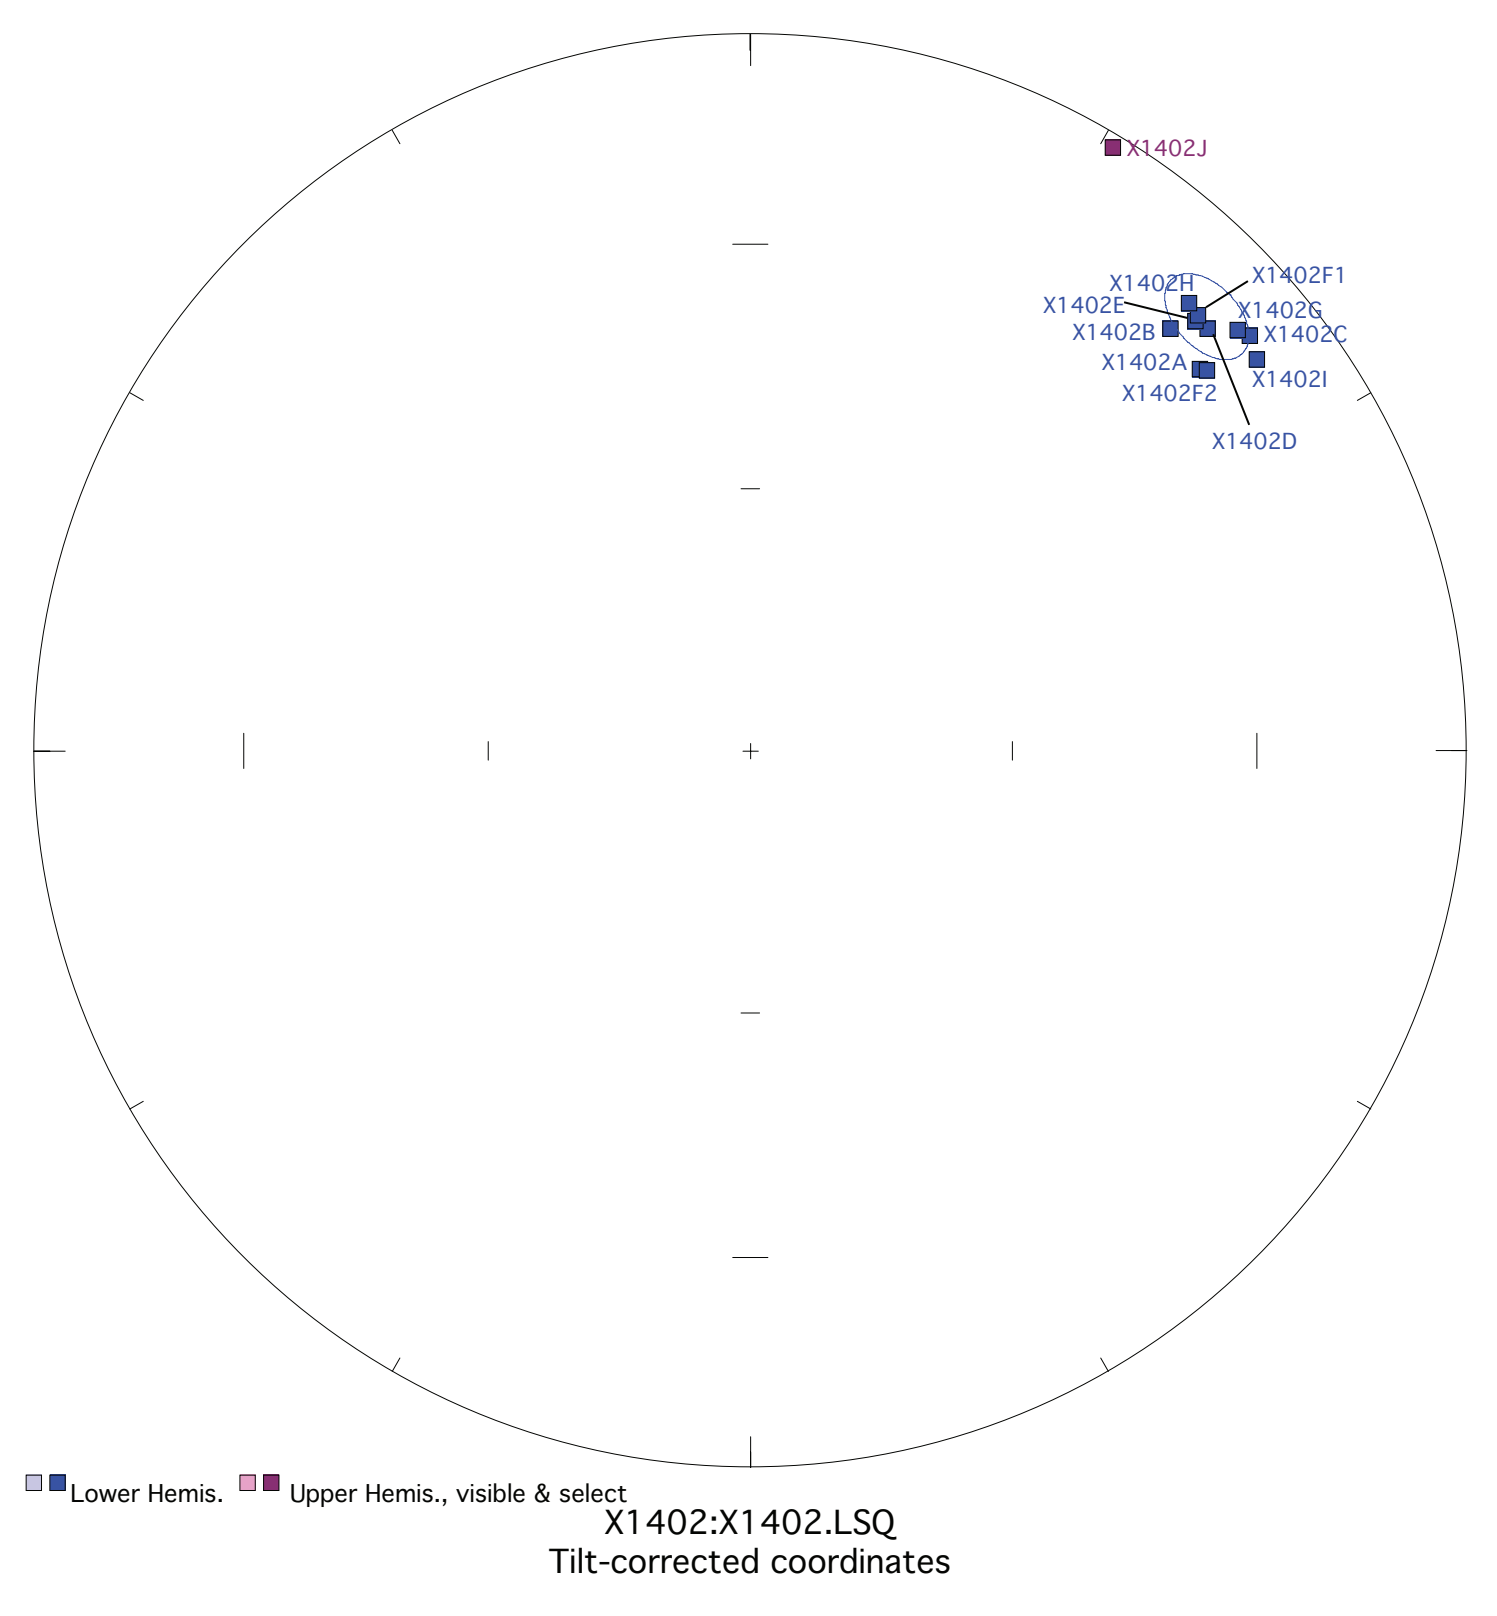 X1402J
X1402H
X1402F1
X1402E
X1402G
X1402B
X1402C
X1402A
X1402I
X1402F2
X1402D
Lower Hemis.
Upper Hemis., visible & select
X1402:X1402.LSQ
Tilt-corrected coordinates